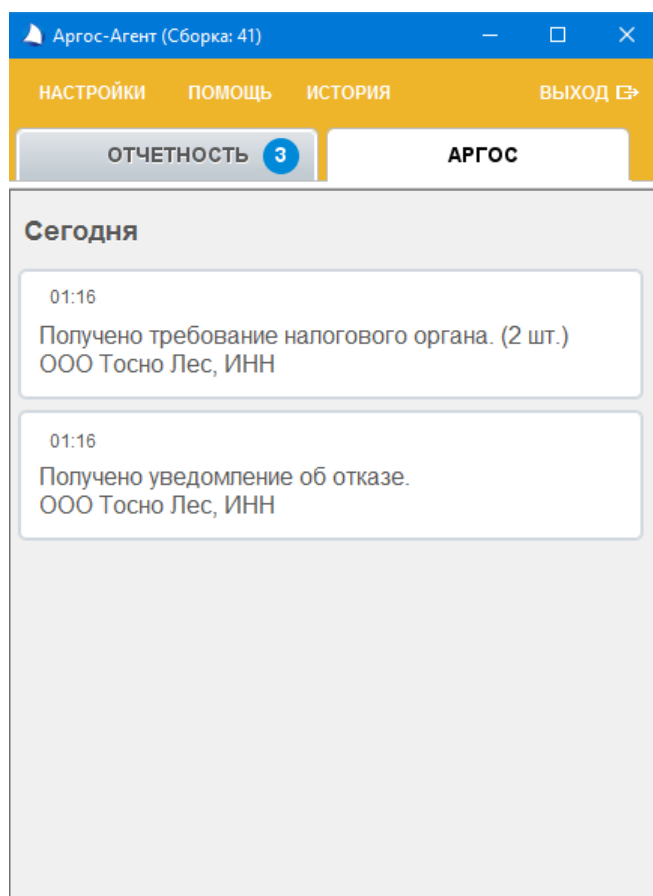 Аргос-Агент (Сборка: 41)
НАСТРОЙКИ ПОМОЩЬ ИСТОРИЯ ВЫХОД
ОТЧЕТНОСТЬ 3 АРГОС
Сегодня
01:16
Получено требование налогового органа. (2 шт.)
ООО Тосно Лес, ИНН
01:16
Получено уведомление об отказе.
ООО Тосно Лес, ИНН